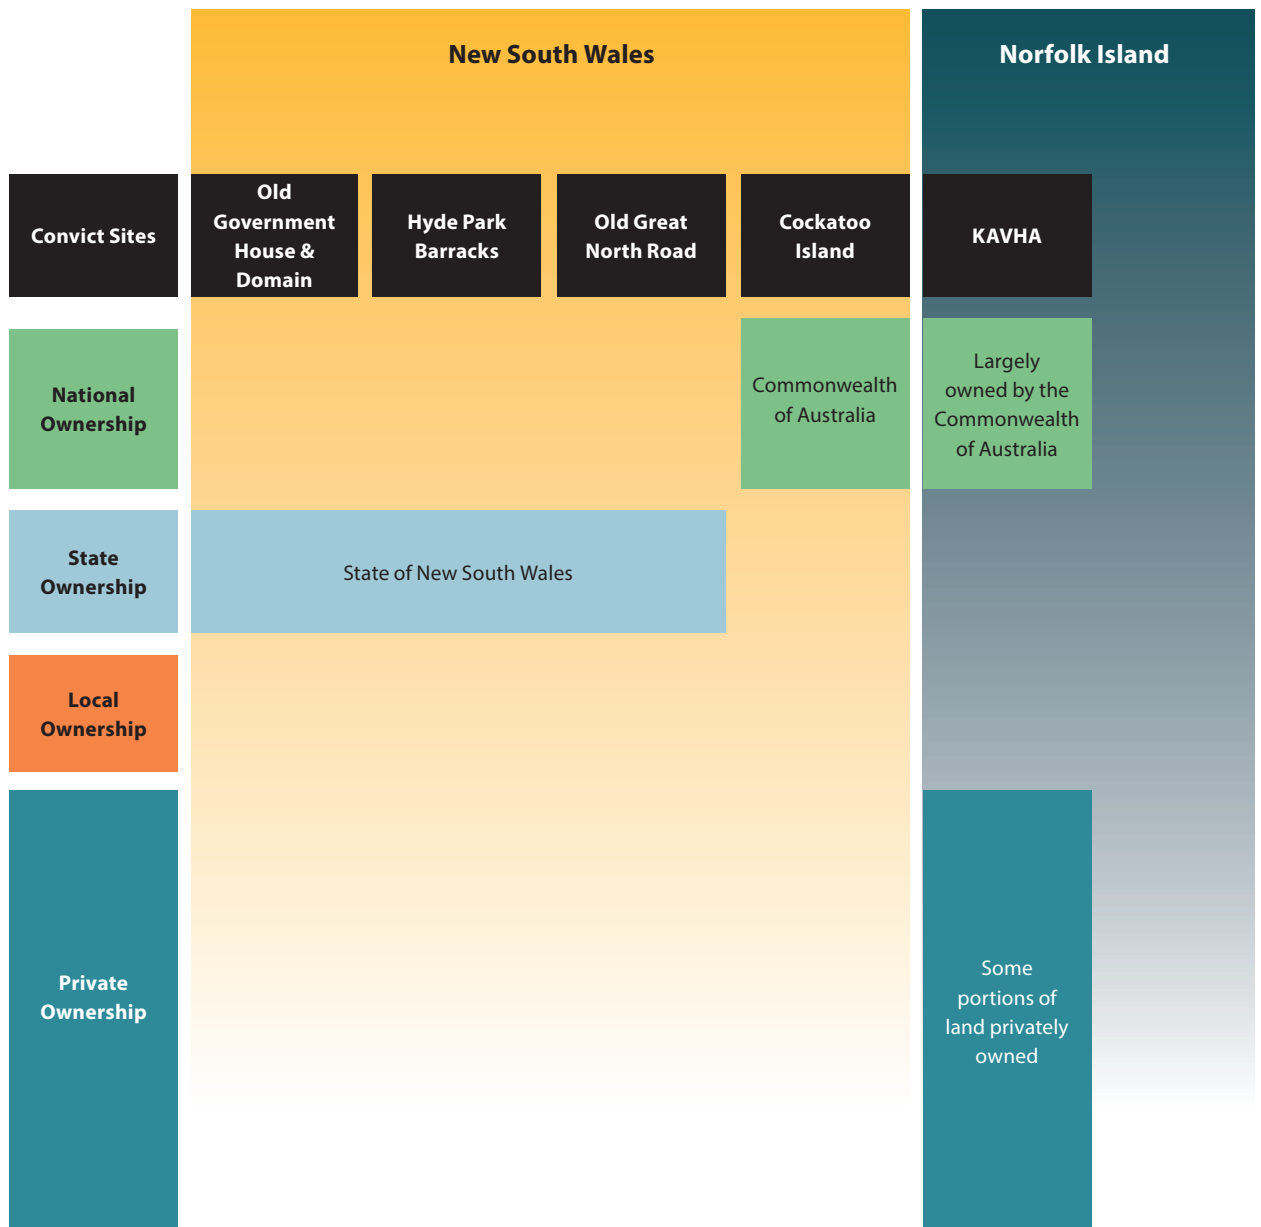 New South Wales
Norfolk Island
Convict Sites
Old
Government
House &
Domain
Hyde Park
Barracks
Old Great
North Road
Cockatoo
Island
KAVHA
National
Ownership
Commonwealth
of Australia
Largely
owned by the
Commonwealth
of Australia
State
Ownership
State of New South Wales
Local
Ownership
Private
Ownership
Some
portions of
land privately
owned